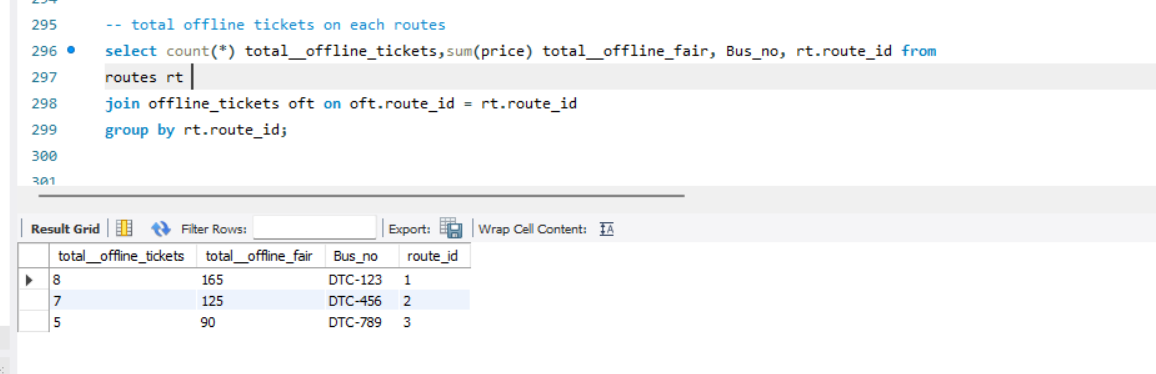 294
295 -- total offline tickets on each routes
296 select count(*) total__offline_tickets,sum(price) total__offline_fair, Bus_no, rt.route_id from
297 routes rt
298 join offline_tickets oft on oft.route_id = rt.route_id
299 group by rt.route_id;
300
301
Result Grid Filter Rows: Export: Wrap Cell Content: IA
total__offline_tickets total__offline_fair Bus_no route_id
8 165 DTC-123 1
7 125 DTC-456 2
5 90 DTC-789 3